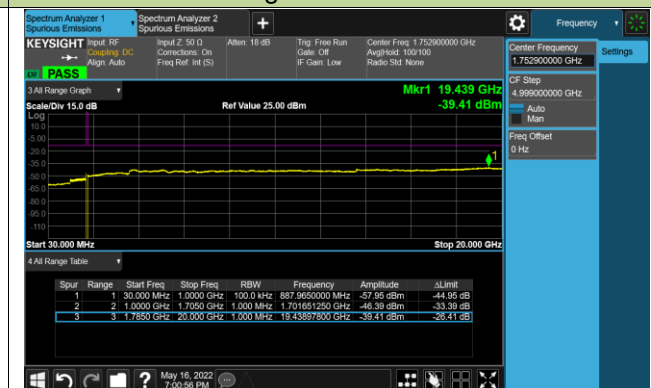 Spectrum Analyzer 1
Spurious Emissions
Spectrum Analyzer 2
Spurious Emissions
+
Frequency
KEYSIGHT
Input: RF
Coupling: DC
Align: Auto
Input Z: 50 Ω
Corrections: On
Freq Ref: Int (S)
Atten: 18 dB
Trig: Free Run
Gate: Off
IF Gain: Low
Center Freq: 1.752900000 GHz
Avg|Hold: 100/100
Radio Std: None
PASS
Center Frequency
1.752900000 GHz
Settings
CF Step
4.999000000 GHz
Auto
Man
Freq Offset
0 Hz
3 All Range Graph
Mkr1 19.439 GHz
Scale/Div 15.0 dB
Ref Value 25.00 dBm
-39.41 dBm
Log
10.0
-5.00
-20.0
-35.0
-50.0
-65.0
-80.0
-95.0
-110
1
Start 30.000 MHz
Stop 20.000 GHz
4 All Range Table
Spur Range Start Freq Stop Freq RBW Frequency Amplitude ΔLimit
1 1 30.000 MHz 1.0000 GHz 100.0 kHz 887.9650000 MHz -57.95 dBm -44.95 dB
2 2 1.0000 GHz 1.7050 GHz 1.000 MHz 1.701651250 GHz -46.39 dBm -33.39 dB
3 3 1.7850 GHz 20.000 GHz 1.000 MHz 19.43897800 GHz -39.41 dBm -26.41 dB
?
May 16, 2022
7:00:56 PM